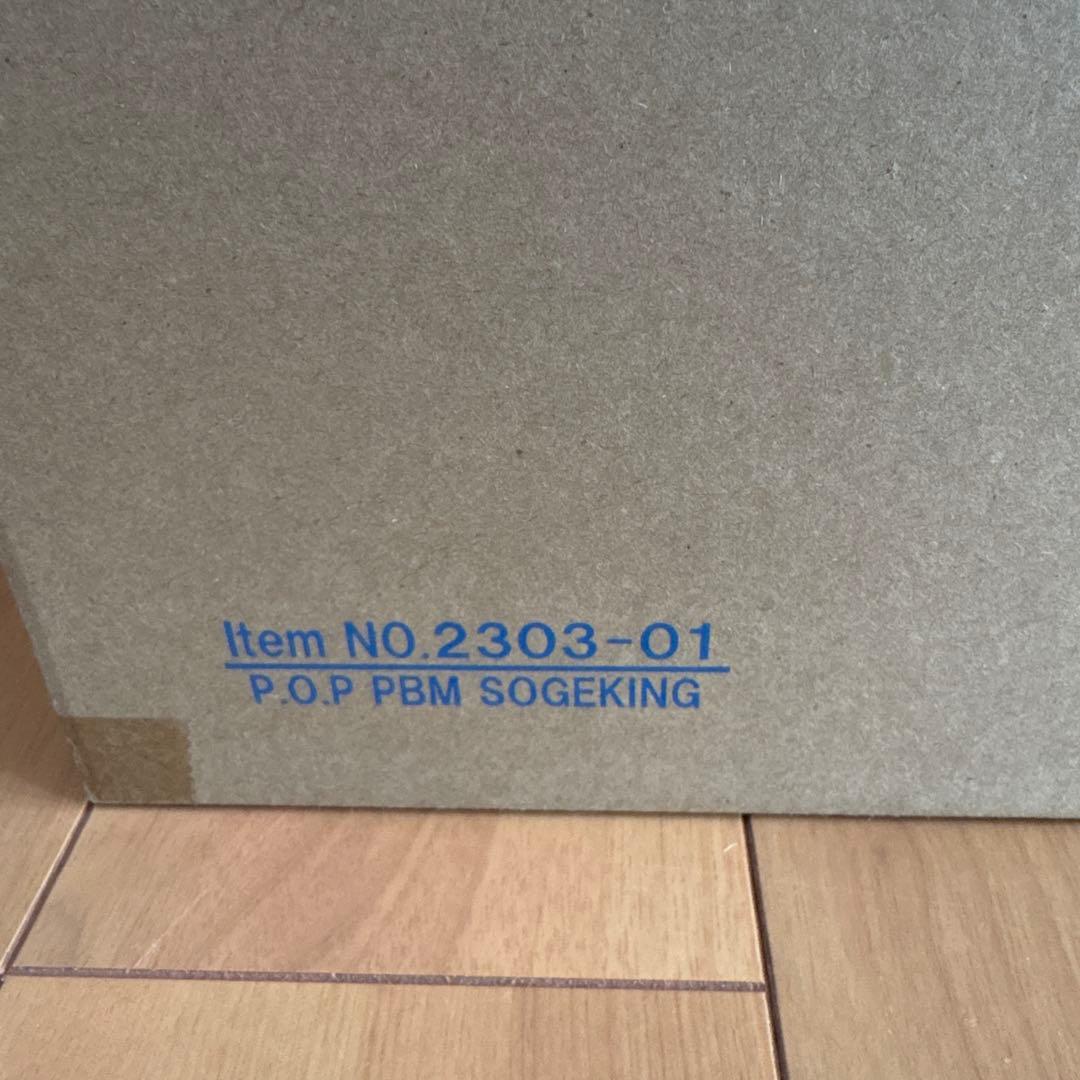 Item NO.2303-01
P.O.P PBM SOGEKING